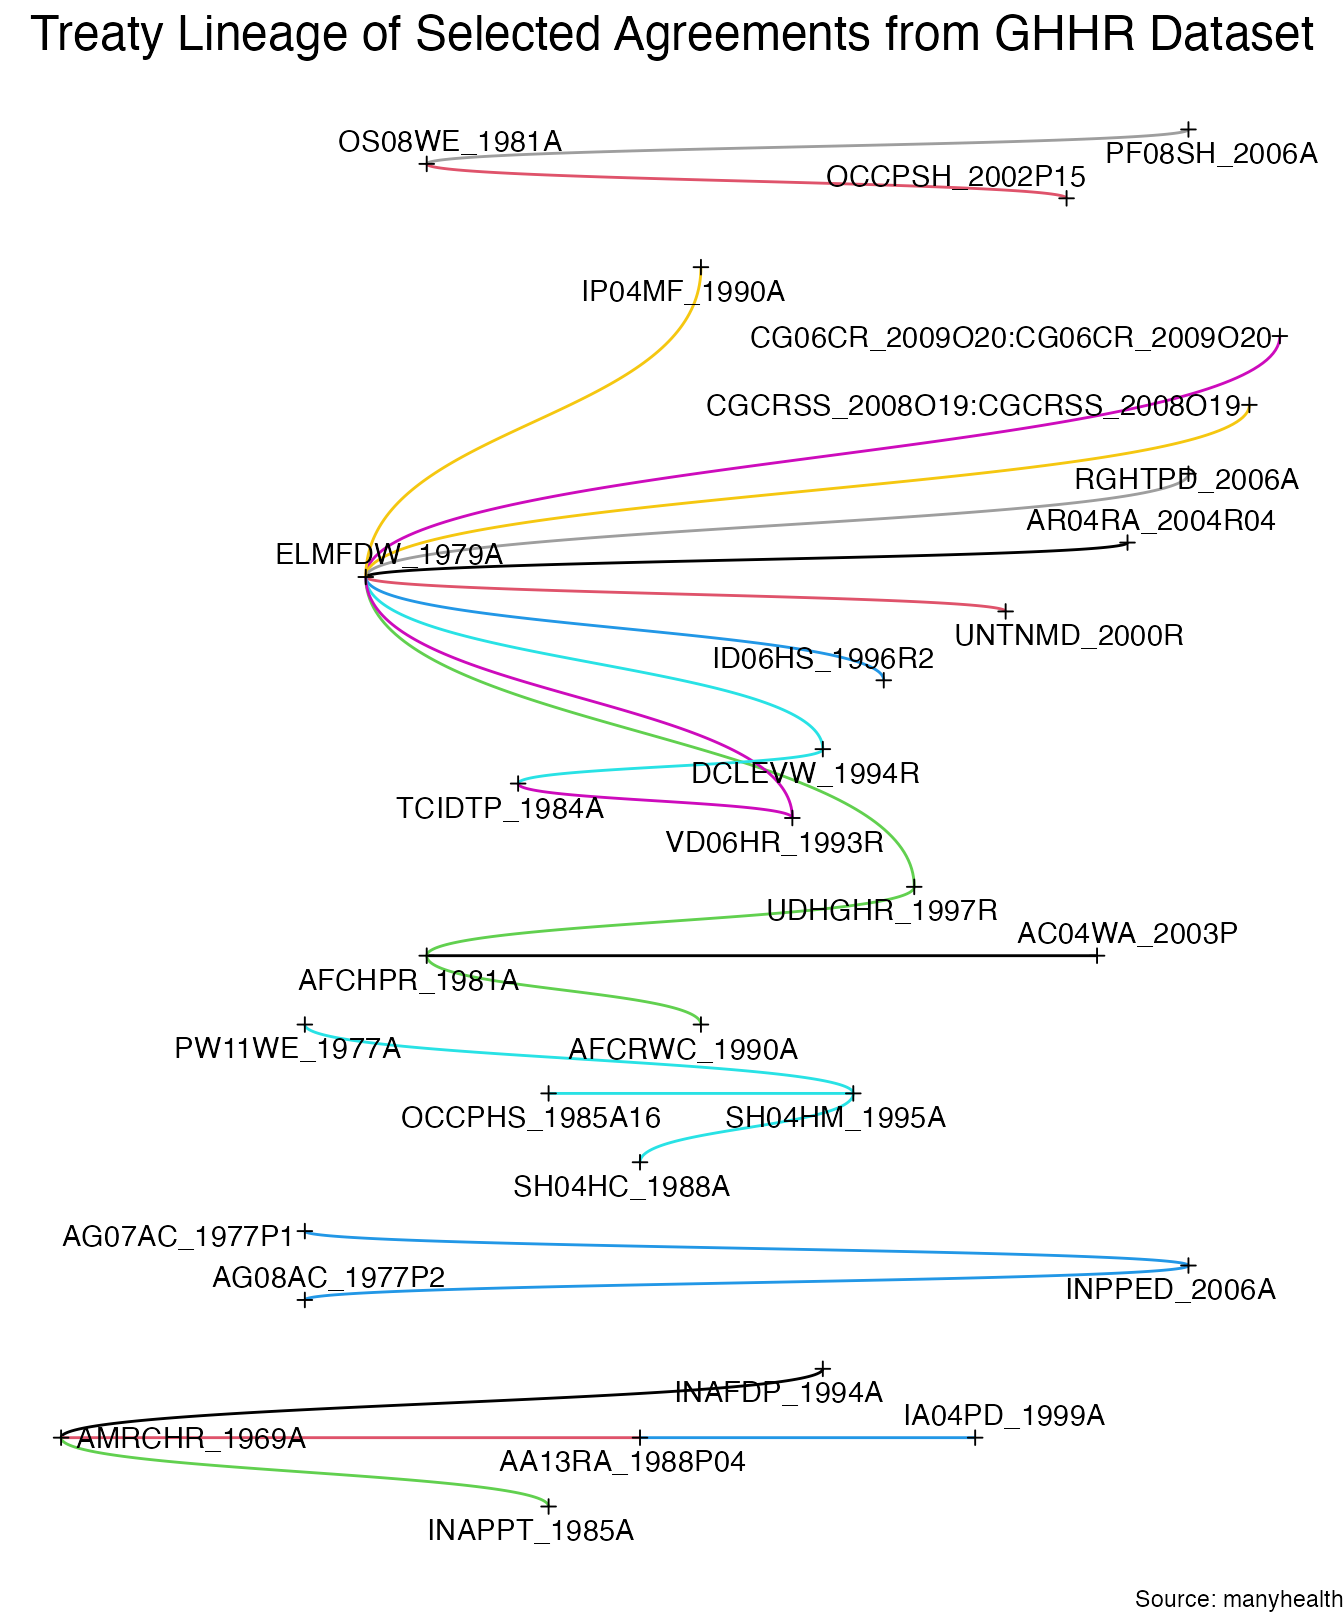 Treaty Lineage of Selected Agreements from GHHR Dataset
OS08WE_1981A
PF08SH_2006A
OCCPSH_2002P15
IP04MF_1990A
CG06CR_2009O20:CG06CR_2009O20
CGCRSS_2008O19:CGCRSS_2008O19
RGHTPD_2006A
AR04RA_2004R04
ELMFDW_1979A
UNTNMD_2000R
ID06HS_1996R2
DCLEVW_1994R
TCIDTP_1984A
VD06HR_1993R
UDHGHR_1997R
AC04WA_2003P
AFCHPR_1981A
PW11WE_1977A
AFCRWC_1990A
OCCPHS_1985A16
SH04HM_1995A
SH04HC_1988A
AG07AC_1977P1
AG08AC_1977P2
INPPED_2006A
INAFDP_1994A
IA04PD_1999A
AMRCHR_1969A
AA13RA_1988P04
INAPPT_1985A
Source: manyhealth